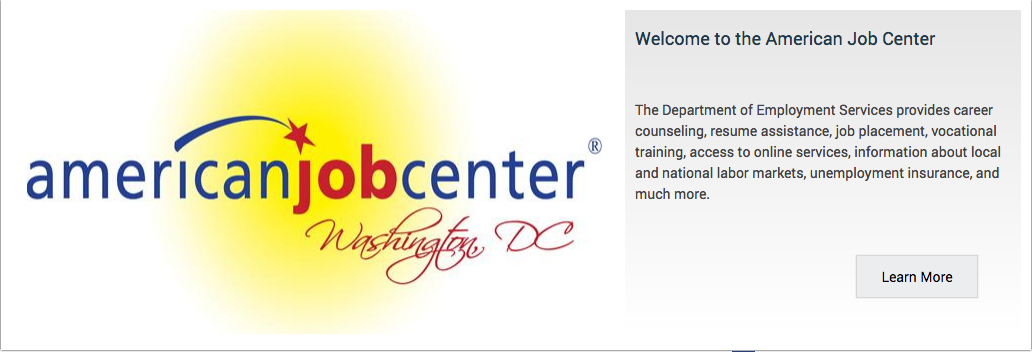 americanjobcenter®
Washington, DC
Welcome to the American Job Center
The Department of Employment Services provides career
counseling, resume assistance, job placement, vocational
training, access to online services, information about local
and national labor markets, unemployment insurance, and
much more.
Learn More